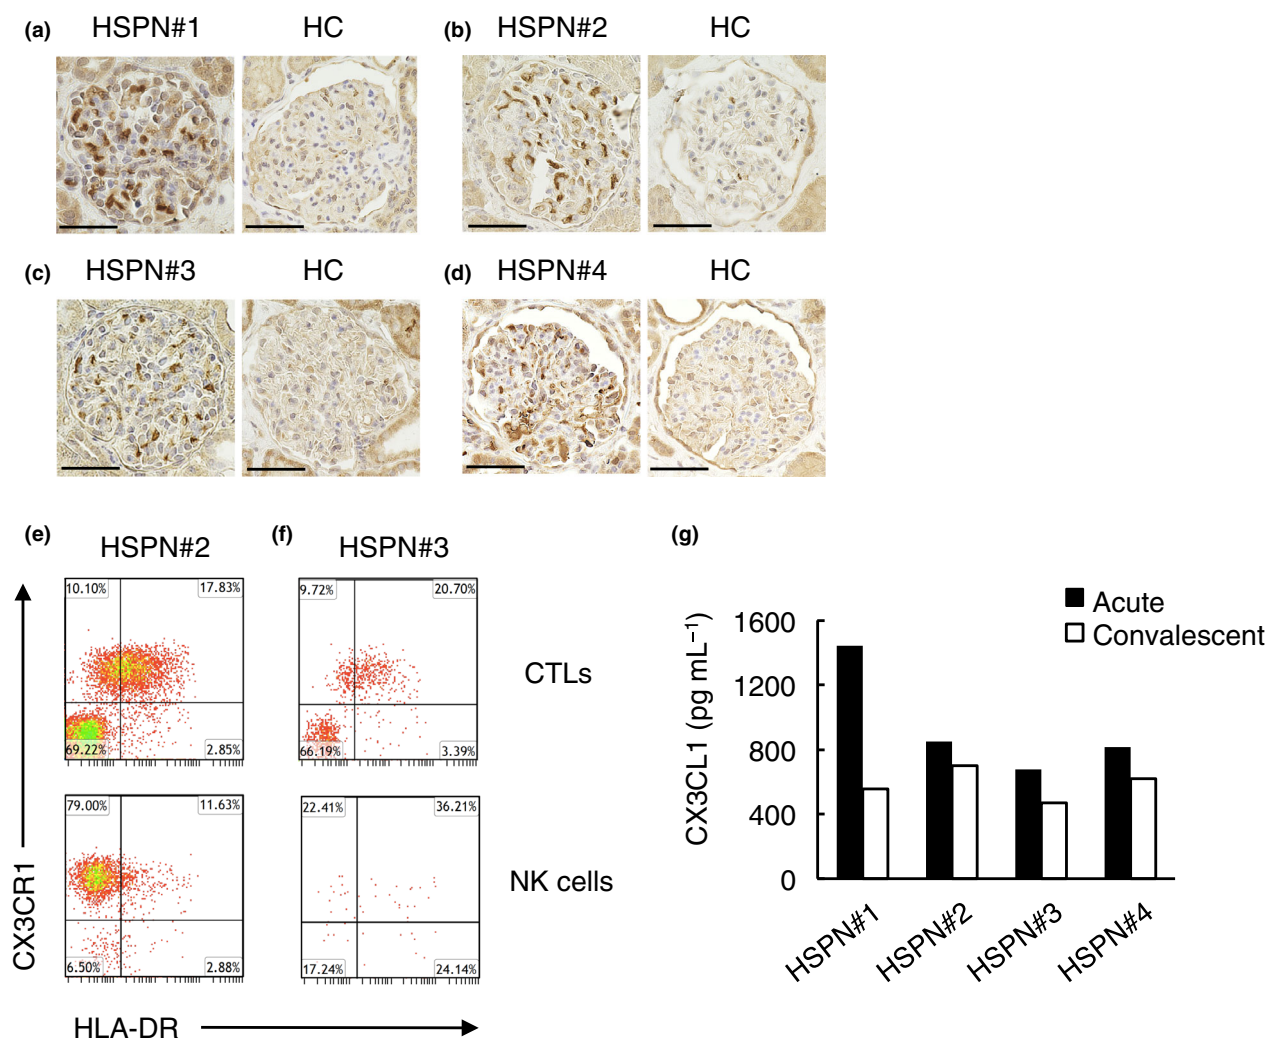 (a) HSPN#1 HC
(b) HSPN#2 HC
(c) HSPN#3 HC
(d) HSPN#4 HC
(e) HSPN#2
10.10% 17.83%
69.22% 2.85%
79.00% 11.63%
6.50% 2.88%
(f) HSPN#3
9.72% 20.70%
66.19% 3.39%
22.41% 36.21%
17.24% 24.14%
CTLs
NK cells
CX3CR1
HLA-DR
(g)
Acute
Convalescent
CX3CL1 (pg mL⁻¹)
1600
1200
800
400
0
HSPN#1
HSPN#2
HSPN#3
HSPN#4